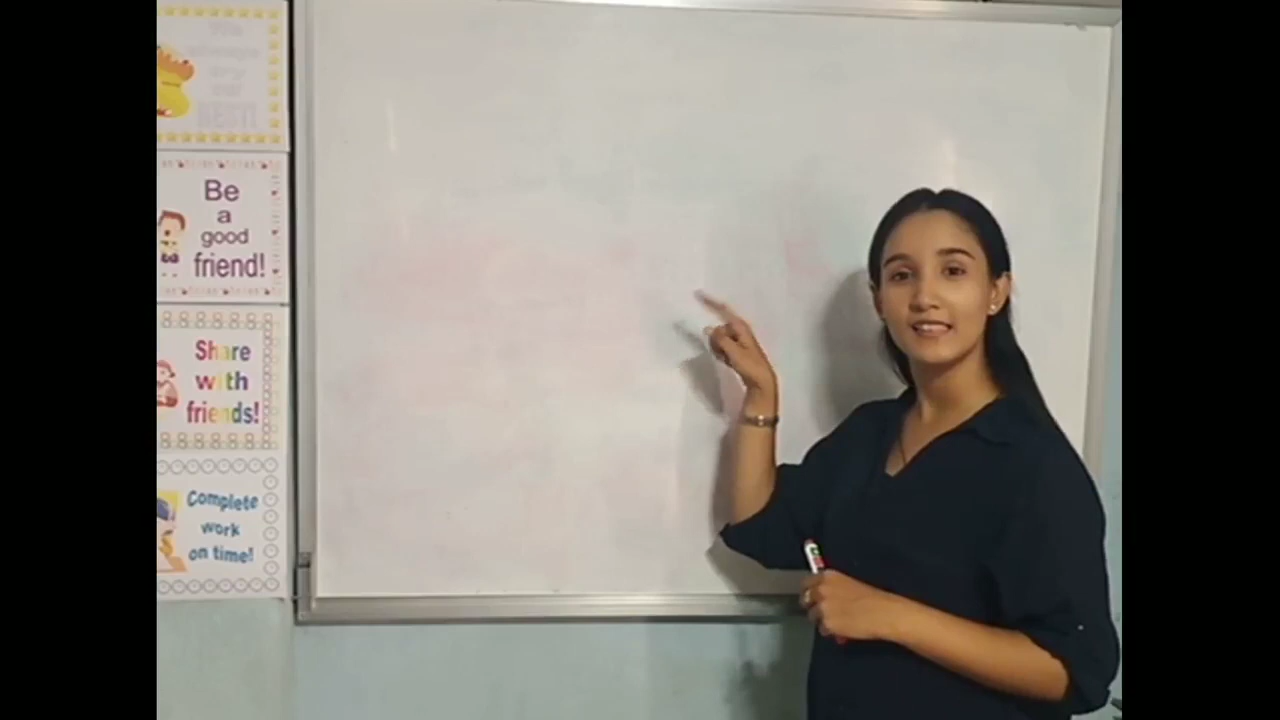 Be
a
good
friend!
Share
with
friends!
Complete
work
on time!